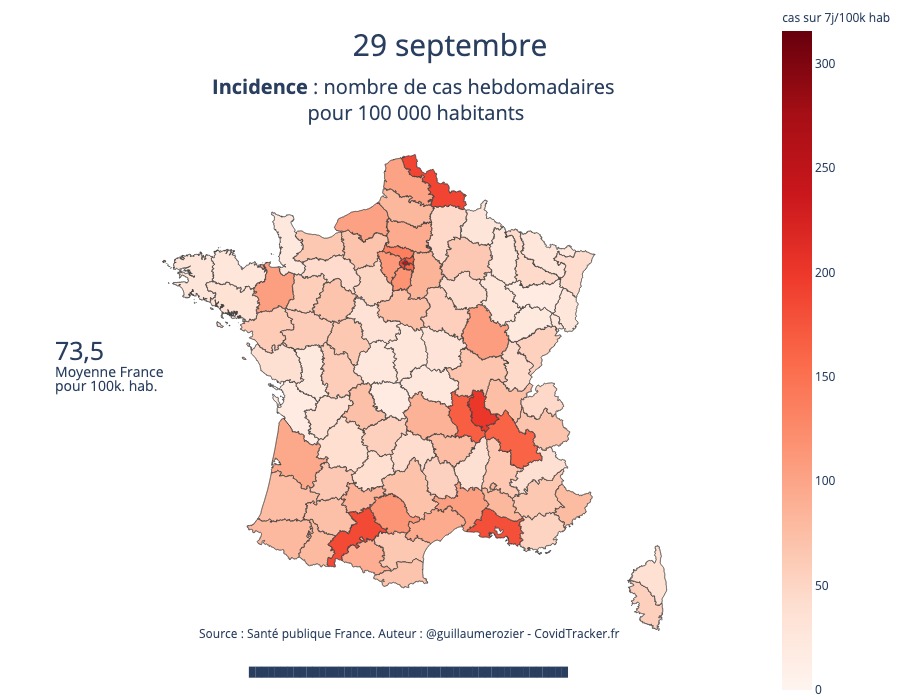 cas sur 7j/100k hab
29 septembre
Incidence : nombre de cas hebdomadaires
pour 100 000 habitants
300
250
200
150
100
50
0
73,5
Moyenne France
pour 100k. hab.
Source : Santé publique France. Auteur : @guillaumerozier - CovidTracker.fr